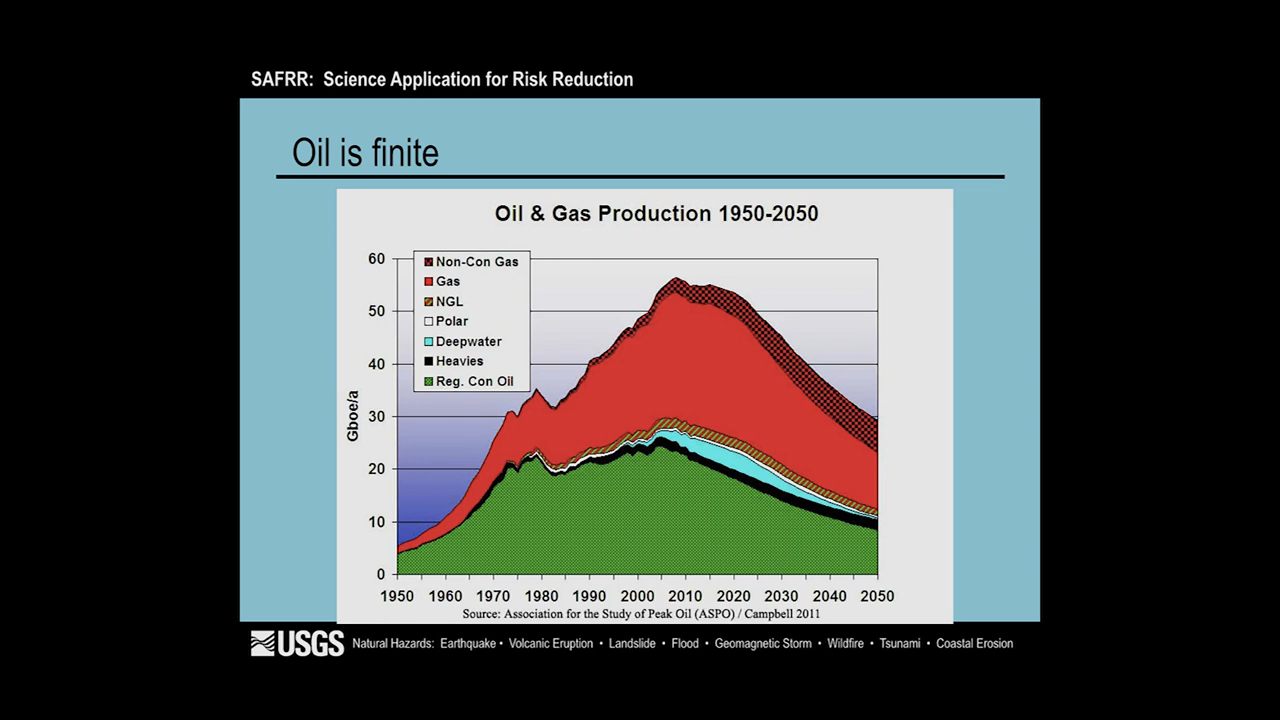 SAFRR: Science Application for Risk Reduction
Oil is finite
Oil & Gas Production 1950-2050
Non-Con Gas
Gas
NGL
Polar
Deepwater
Heavies
Reg. Con Oil
Gboe/a
60
50
40
30
20
10
0
1950 1960 1970 1980 1990 2000 2010 2020 2030 2040 2050
Source: Association for the Study of Peak Oil (ASPO) / Campbell 2011
USGS
Natural Hazards: Earthquake • Volcanic Eruption • Landslide • Flood • Geomagnetic Storm • Wildfire • Tsunami • Coastal Erosion